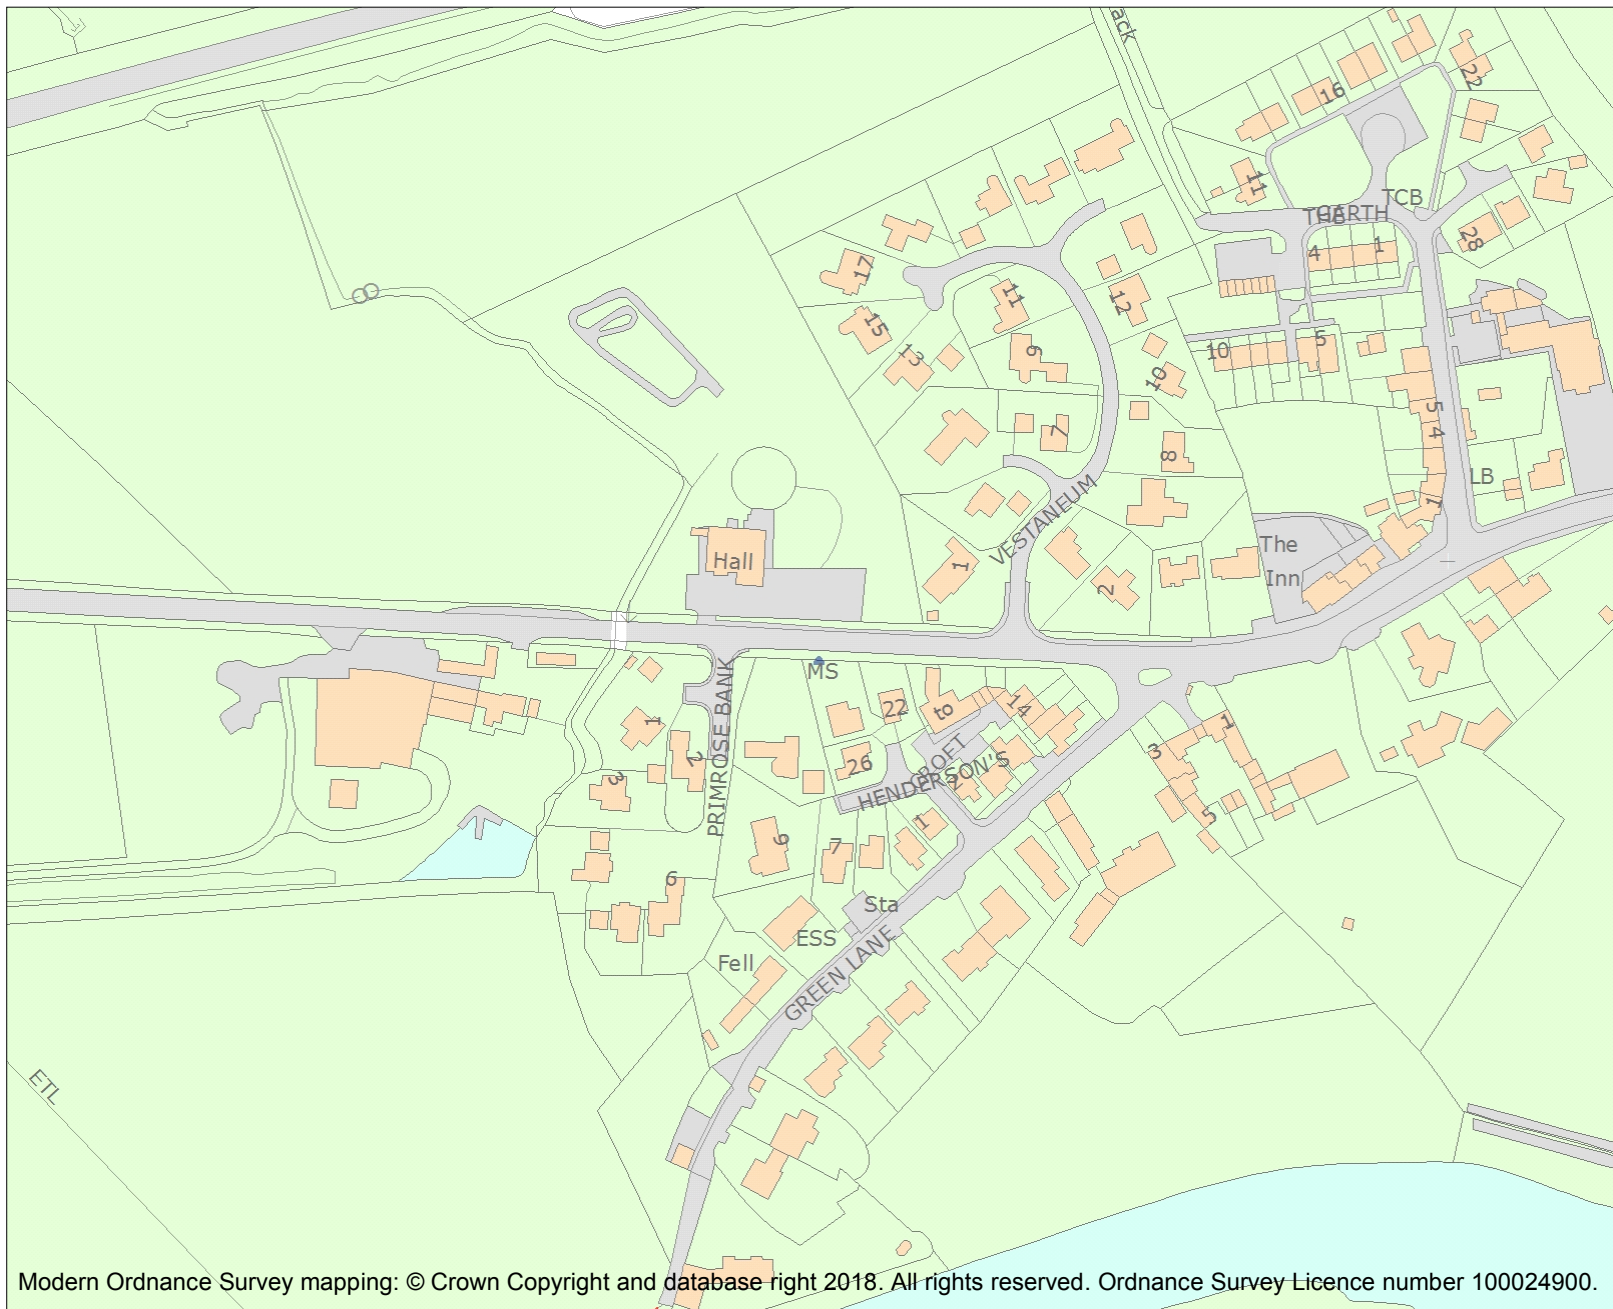 ack
22
16
11
TCB
THE
GARTH
28
4
1
17
11
12
15
13
9
5
10
10
7
8
5
4
LB
1
VESTANEUM
The
Inn
Hall
1
2
MS
22
to
14
1
PRIMROSE BANK
1
2
3
26
CROFT
HENDERSON'S
2
3
5
1
9
7
6
Sta
ESS
GREEN LANE
Fell
ETL
Modern Ordnance Survey mapping: © Crown Copyright and database right 2018. All rights reserved. Ordnance Survey Licence number 100024900.